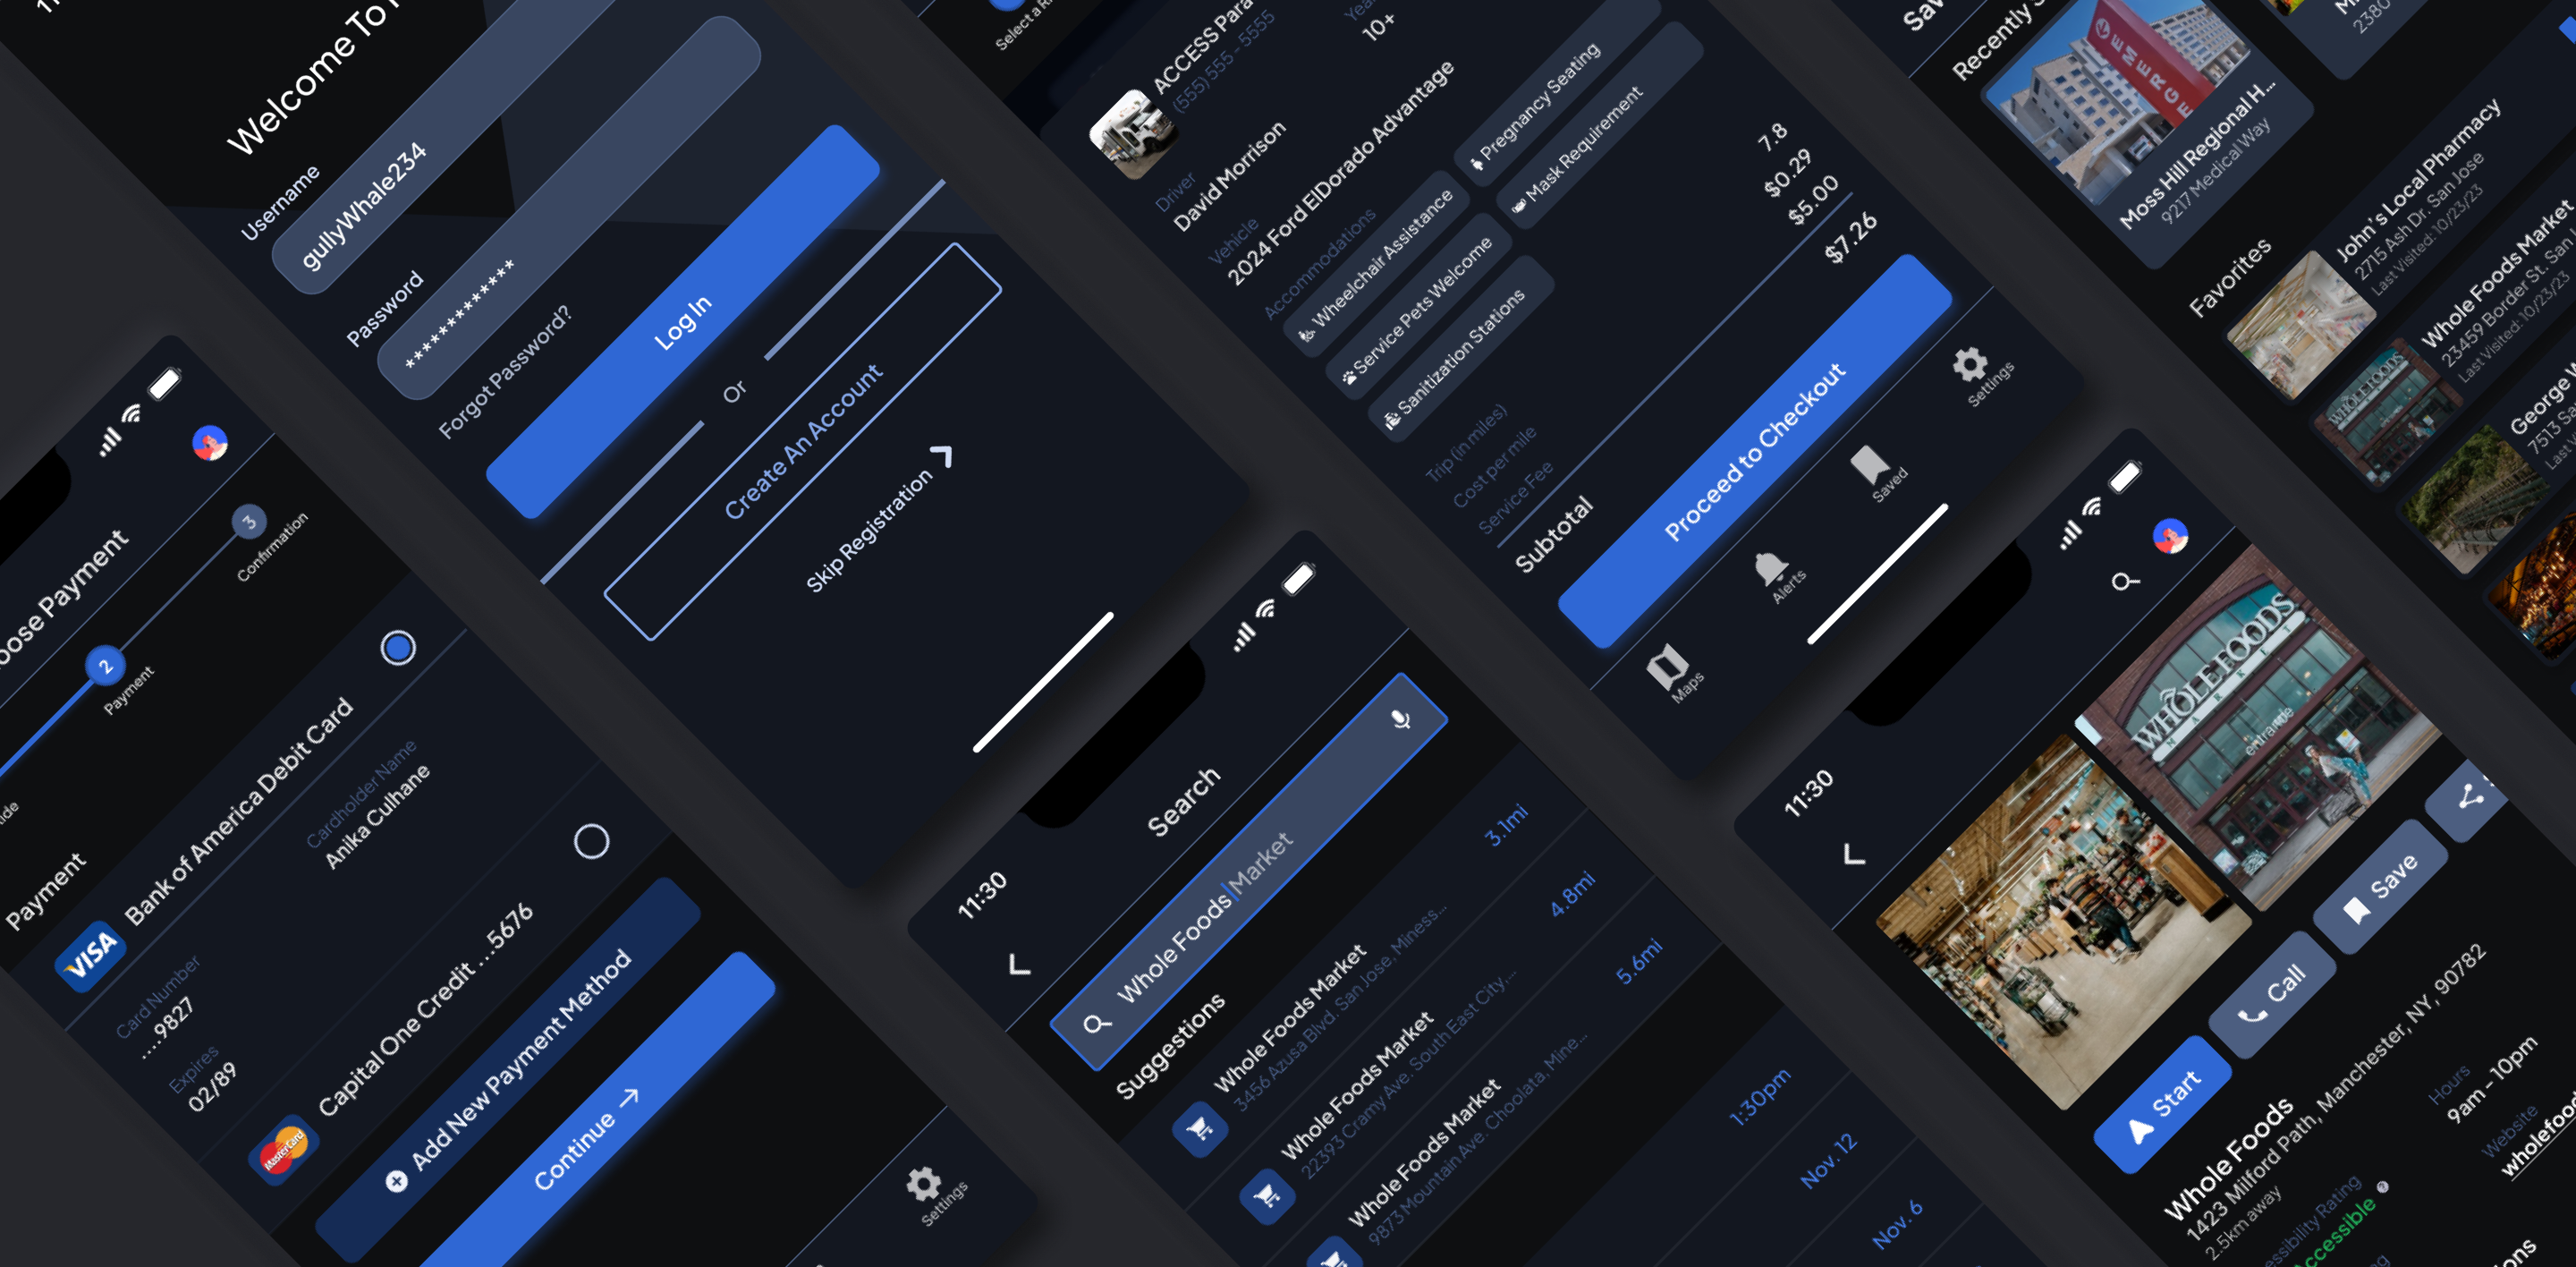 Welcome To
Username
gullyWhale234
Password
************
Forgot Password?
Log In
Or
Create An Account
Skip Registration
Payment
2
Payment
3
Confirmation
Payment
VISA
Bank of America Debit Card
Card Number
....9827
Cardholder Name
Anika Culhane
Expires
02/89
MasterCard
Capital One Credit ...5676
Add New Payment Method
Continue
Settings
ACCESS
(555) 555 - 5555
10+
Driver
David Morrison
Vehicle
2024 Ford ElDorado Advantage
Accommodations
Wheelchair Assistance
Pregnancy Seating
Service Pets Welcome
Mask Requirement
Sanitization Stations
Trip (in miles)
7.8
Cost per mile
$0.29
Service Fee
$5.00
Subtotal
$7.26
Proceed to Checkout
Maps
Alerts
Saved
Settings
11:30
Search
Whole Foods Market
Suggestions
Whole Foods Market
3456 Azusa Blvd. San Jose, Miness...
3.1mi
Whole Foods Market
22393 Cramy Ave. South East City,...
4.8mi
Whole Foods Market
9873 Mountain Ave. Choolata, Mine...
5.6mi
1:30pm
Nov. 12
Nov. 6
Recently
EMERGE
Moss Hill Regional H...
9217 Medical Way
2380
Favorites
John's Local Pharmacy
2715 Ash Dr. San Jose
Last Visited: 10/23/23
WHOLE FOODS
Whole Foods Market
23459 Border St. San
Last Visited: 10/23/23
George
7513
Last
11:30
WHOLE FOODS
MARKET
entrance
Start
Call
Save
Whole Foods
1423 Milford Path, Manchester, NY, 90782
2.5km away
Hours
9am - 10pm
Website
Rating